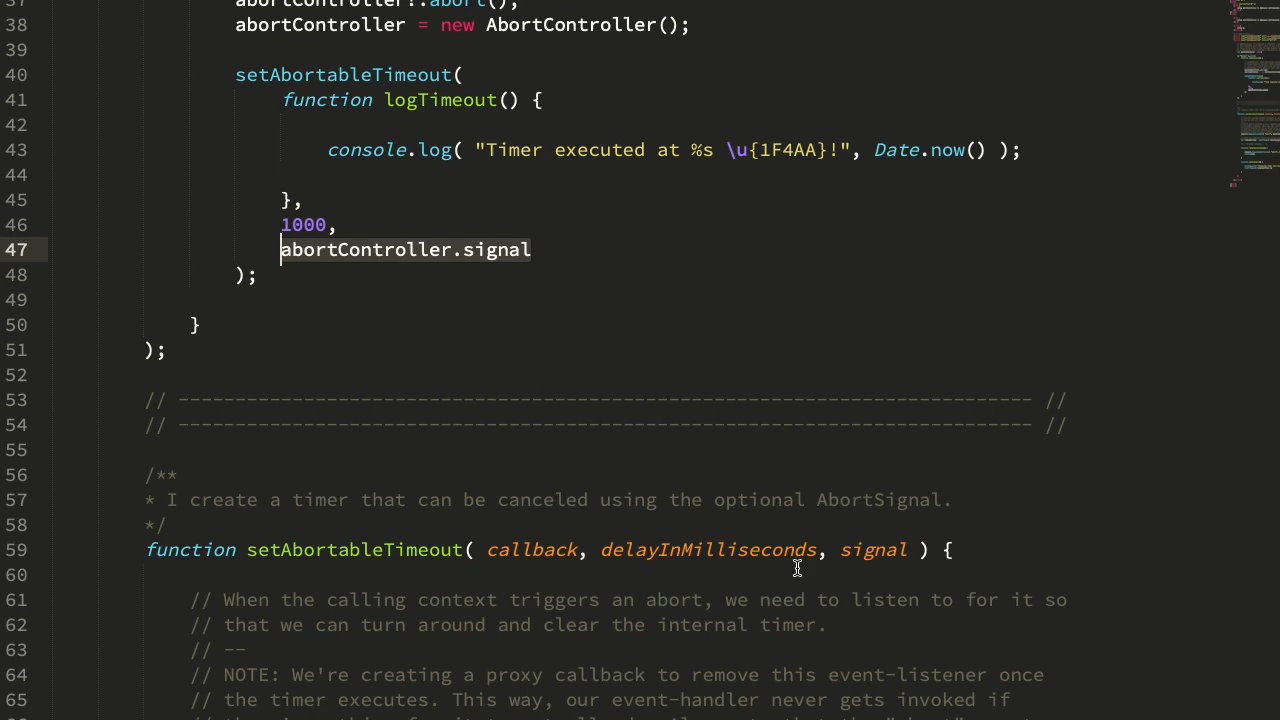 37 abortController?.abort();
38 abortController = new AbortController();
39
40 setAbortableTimeout(
41 function logTimeout() {
42
43 console.log( "Timer executed at %s \u{1F4AA}!", Date.now() );
44
45 },
46 1000,
47 abortController.signal
48 );
49
50 }
51 );
52
53 // --------------------------------------------------------------------------- //
54 // --------------------------------------------------------------------------- //
55
56 /**
57 * I create a timer that can be canceled using the optional AbortSignal.
58 */
59 function setAbortableTimeout( callback, delayInMilliseconds, signal ) {
60
61 // When the calling context triggers an abort, we need to listen to for it so
62 // that we can turn around and clear the internal timer.
63 // --
64 // NOTE: We're creating a proxy callback to remove this event-listener once
65 // the timer executes. This way, our event-handler never gets invoked if